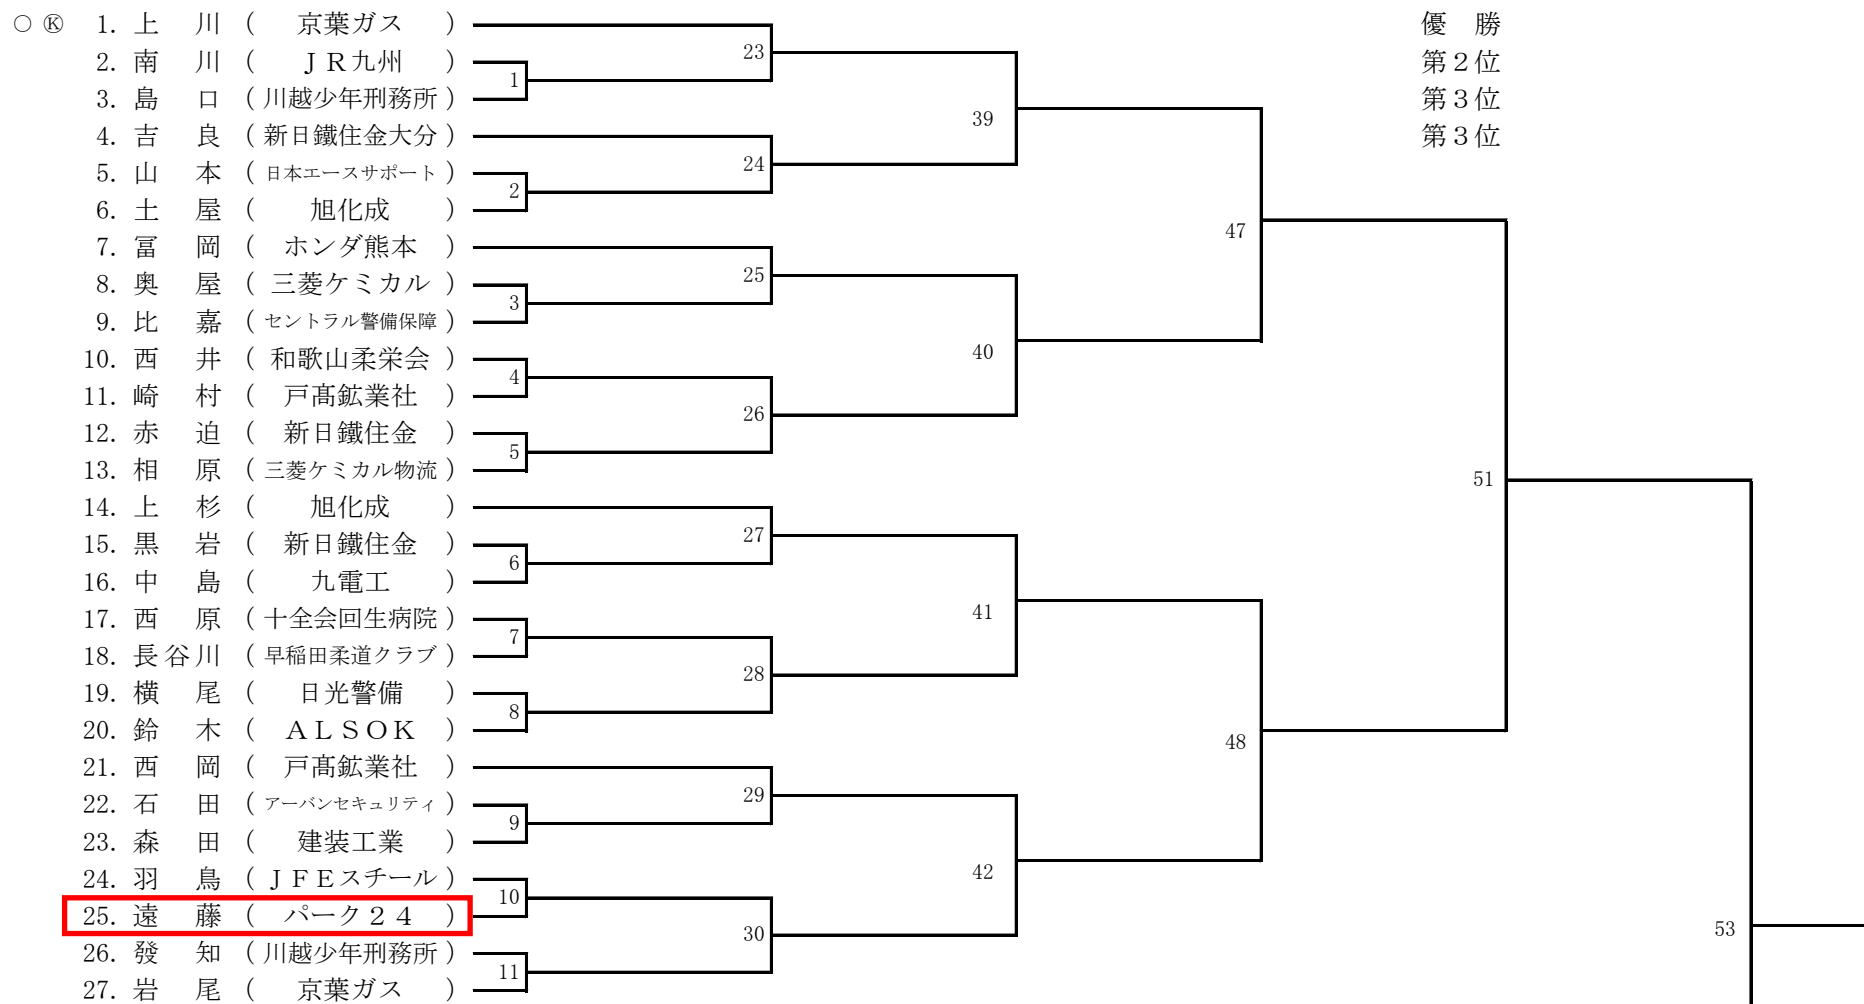 ○ Ⓚ 1. 上 川 ( 京葉ガス ) 優 勝
2. 南 川 ( ＪＲ九州 ) 第２位
3. 島 口 ( 川越少年刑務所 ) 第３位
4. 吉 良 ( 新日鐵住金大分 ) 第３位
5. 山 本 ( 日本エースサポート )
6. 土 屋 ( 旭化成 )
7. 冨 岡 ( ホンダ熊本 )
8. 奥 屋 ( 三菱ケミカル )
9. 比 嘉 ( セントラル警備保障 )
10. 西 井 ( 和歌山柔栄会 )
11. 崎 村 ( 戸髙鉱業社 )
12. 赤 迫 ( 新日鐵住金 )
13. 相 原 ( 三菱ケミカル物流 )
14. 上 杉 ( 旭化成 )
15. 黒 岩 ( 新日鐵住金 )
16. 中 島 ( 九電工 )
17. 西 原 ( 十全会回生病院 )
18. 長谷川 ( 早稲田柔道クラブ )
19. 横 尾 ( 日光警備 )
20. 鈴 木 ( ＡＬＳＯＫ )
21. 西 岡 ( 戸髙鉱業社 )
22. 石 田 ( アーバンセキュリティ )
23. 森 田 ( 建装工業 )
24. 羽 鳥 ( ＪＦＥスチール )
25. 遠 藤 ( パーク２４ )
26. 發 知 ( 川越少年刑務所 )
27. 岩 尾 ( 京葉ガス )
1
2
3
4
5
6
7
8
9
10
11
23
24
25
26
27
28
29
30
39
40
41
42
47
48
51
53